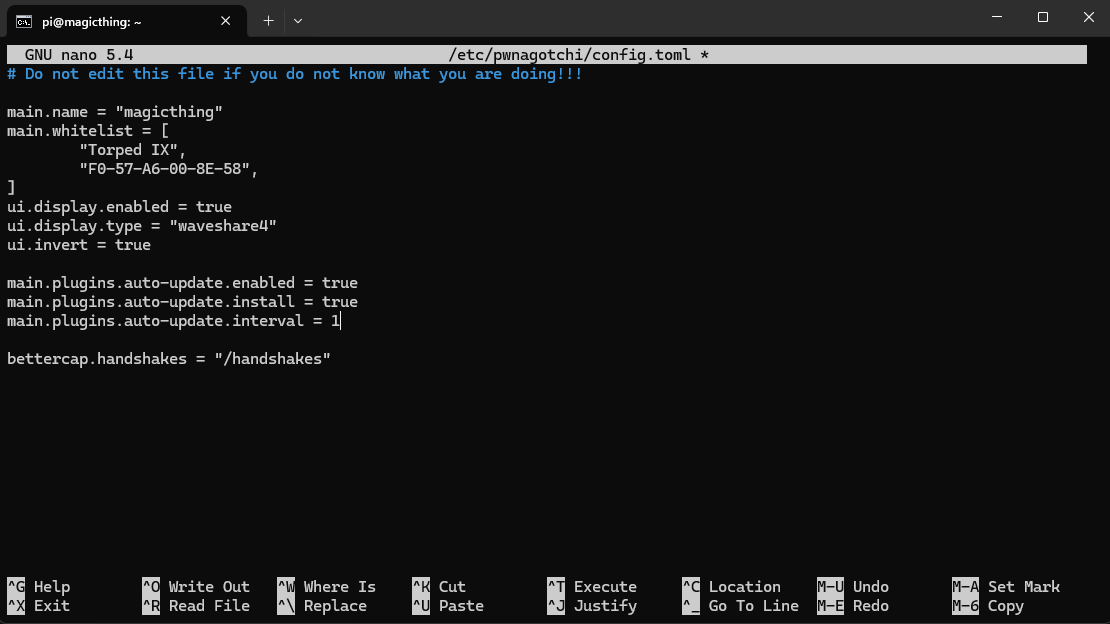 pi@magicthing: ~
GNU nano 5.4 /etc/pwnagotchi/config.toml *
# Do not edit this file if you do not know what you are doing!!!
main.name = "magicthing"
main.whitelist = [
"Torped IX",
"F0-57-A6-00-8E-58",
]
ui.display.enabled = true
ui.display.type = "waveshare4"
ui.invert = true
main.plugins.auto-update.enabled = true
main.plugins.auto-update.install = true
main.plugins.auto-update.interval = 1
bettercap.handshakes = "/handshakes"
^G Help ^O Write Out ^W Where Is ^K Cut ^T Execute ^C Location M-U Undo M-A Set Mark
^X Exit ^R Read File ^\ Replace ^U Paste ^J Justify ^_ Go To Line M-E Redo M-6 Copy